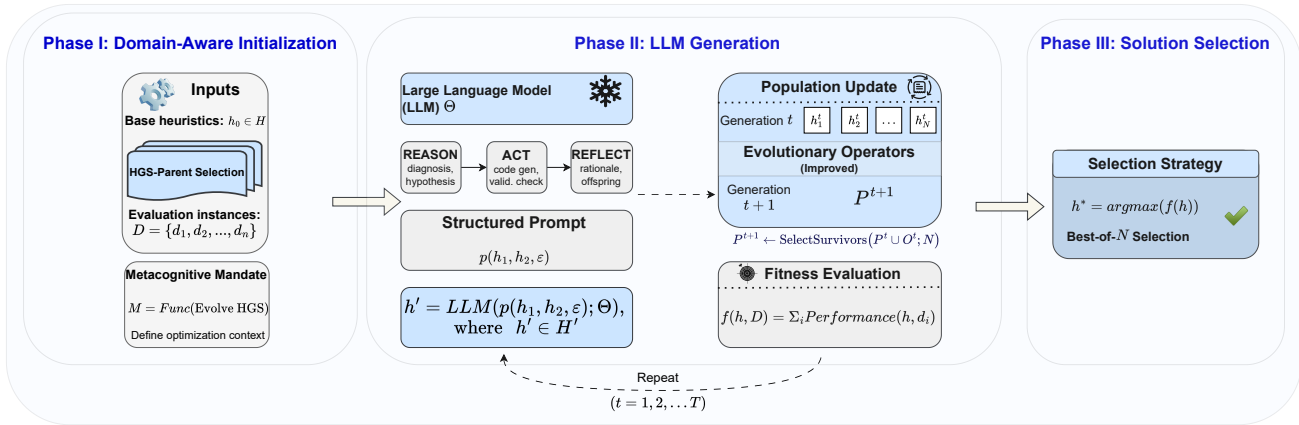 Phase I: Domain-Aware Initialization
Inputs
Base heuristics: h₀ ∈ H
HGS-Parent Selection
Evaluation instances:
D = {d₁, d₂, ..., dₙ}
Metacognitive Mandate
M = Func(Evolve HGS)
Define optimization context
Phase II: LLM Generation
Large Language Model
(LLM) Θ
REASON
diagnosis,
hypothesis
ACT
code gen,
valid. check
REFLECT
rationale,
offspring
Structured Prompt
p(h₁, h₂, ε)
h′ = LLM(p(h₁, h₂, ε); Θ),
where h′ ∈ H′
Population Update
Generation t h₁ᵗ h₂ᵗ ... h_Nᵗ
Evolutionary Operators
(Improved)
Generation
t + 1
Pᵗ⁺¹
Pᵗ⁺¹ ← SelectSurvivors(Pᵗ ∪ Oᵗ; N)
Fitness Evaluation
f(h, D) = Σᵢ Performance(h, dᵢ)
Repeat
(t = 1, 2, ... T)
Phase III: Solution Selection
Selection Strategy
h* = argmax(f(h))
Best-of-N Selection